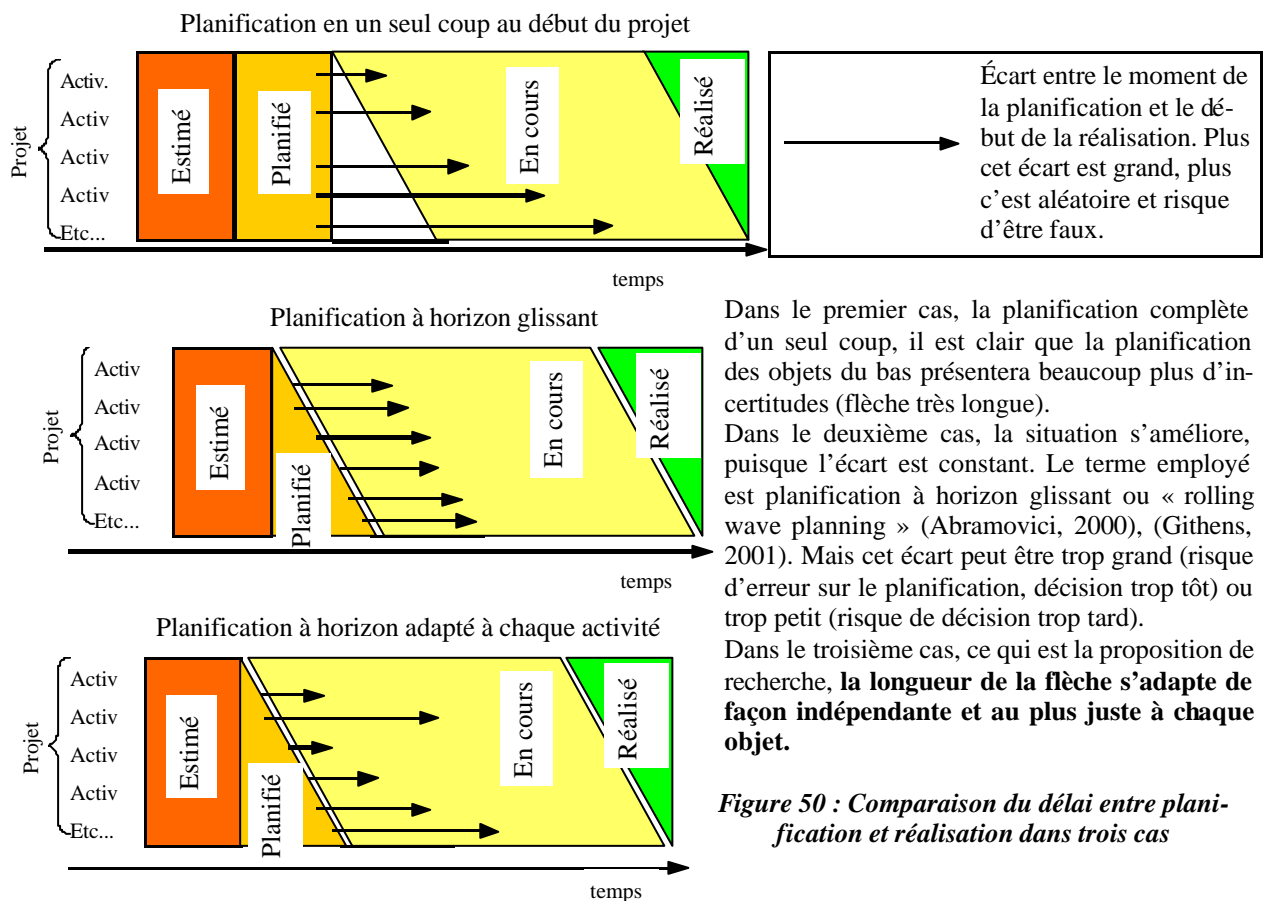 Planification en un seul coup au début du projet
Projet
Activ.
Activ
Activ
Activ
Etc...
Estimé
Planifié
En cours
Réalisé
temps
Écart entre le moment de
la planification et le dé-
but de la réalisation. Plus
cet écart est grand, plus
c’est aléatoire et risque
d’être faux.
Planification à horizon glissant
Projet
Activ
Activ
Activ
Activ
Etc...
Estimé
Planifié
En cours
Réalisé
temps
Planification à horizon adapté à chaque activité
Projet
Activ
Activ
Activ
Activ
Etc...
Estimé
Planifié
En cours
Réalisé
temps
Dans le premier cas, la planification complète
d’un seul coup, il est clair que la planification
des objets du bas présentera beaucoup plus d’in-
certitudes (flèche très longue).
Dans le deuxième cas, la situation s’améliore,
puisque l’écart est constant. Le terme employé
est planification à horizon glissant ou « rolling
wave planning » (Abramovici, 2000), (Githens,
2001). Mais cet écart peut être trop grand (risque
d’erreur sur le planification, décision trop tôt) ou
trop petit (risque de décision trop tard).
Dans le troisième cas, ce qui est la proposition de
recherche, la longueur de la flèche s’adapte de
façon indépendante et au plus juste à chaque
objet.
Figure 50 : Comparaison du délai entre plani-
fication et réalisation dans trois cas